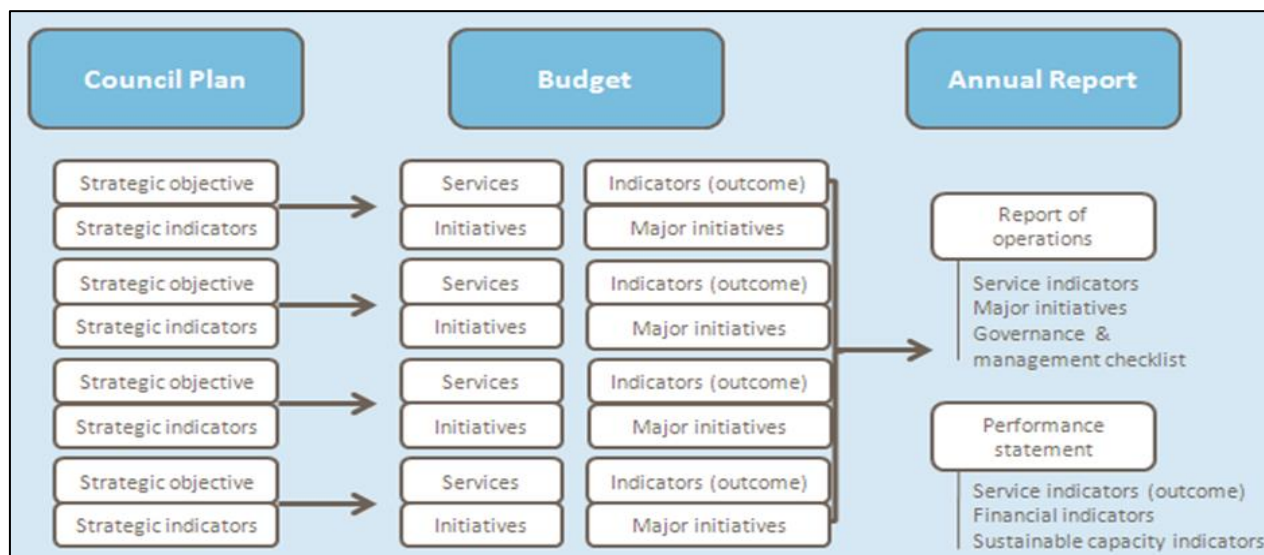 Council Plan
Budget
Annual Report
Strategic objective
Strategic indicators
Services
Initiatives
Indicators (outcome)
Major initiatives
Strategic objective
Strategic indicators
Services
Initiatives
Indicators (outcome)
Major initiatives
Strategic objective
Strategic indicators
Services
Initiatives
Indicators (outcome)
Major initiatives
Strategic objective
Strategic indicators
Services
Initiatives
Indicators (outcome)
Major initiatives
Report of
operations
Service indicators
Major initiatives
Governance &
management checklist
Performance
statement
Service indicators (outcome)
Financial indicators
Sustainable capacity indicators